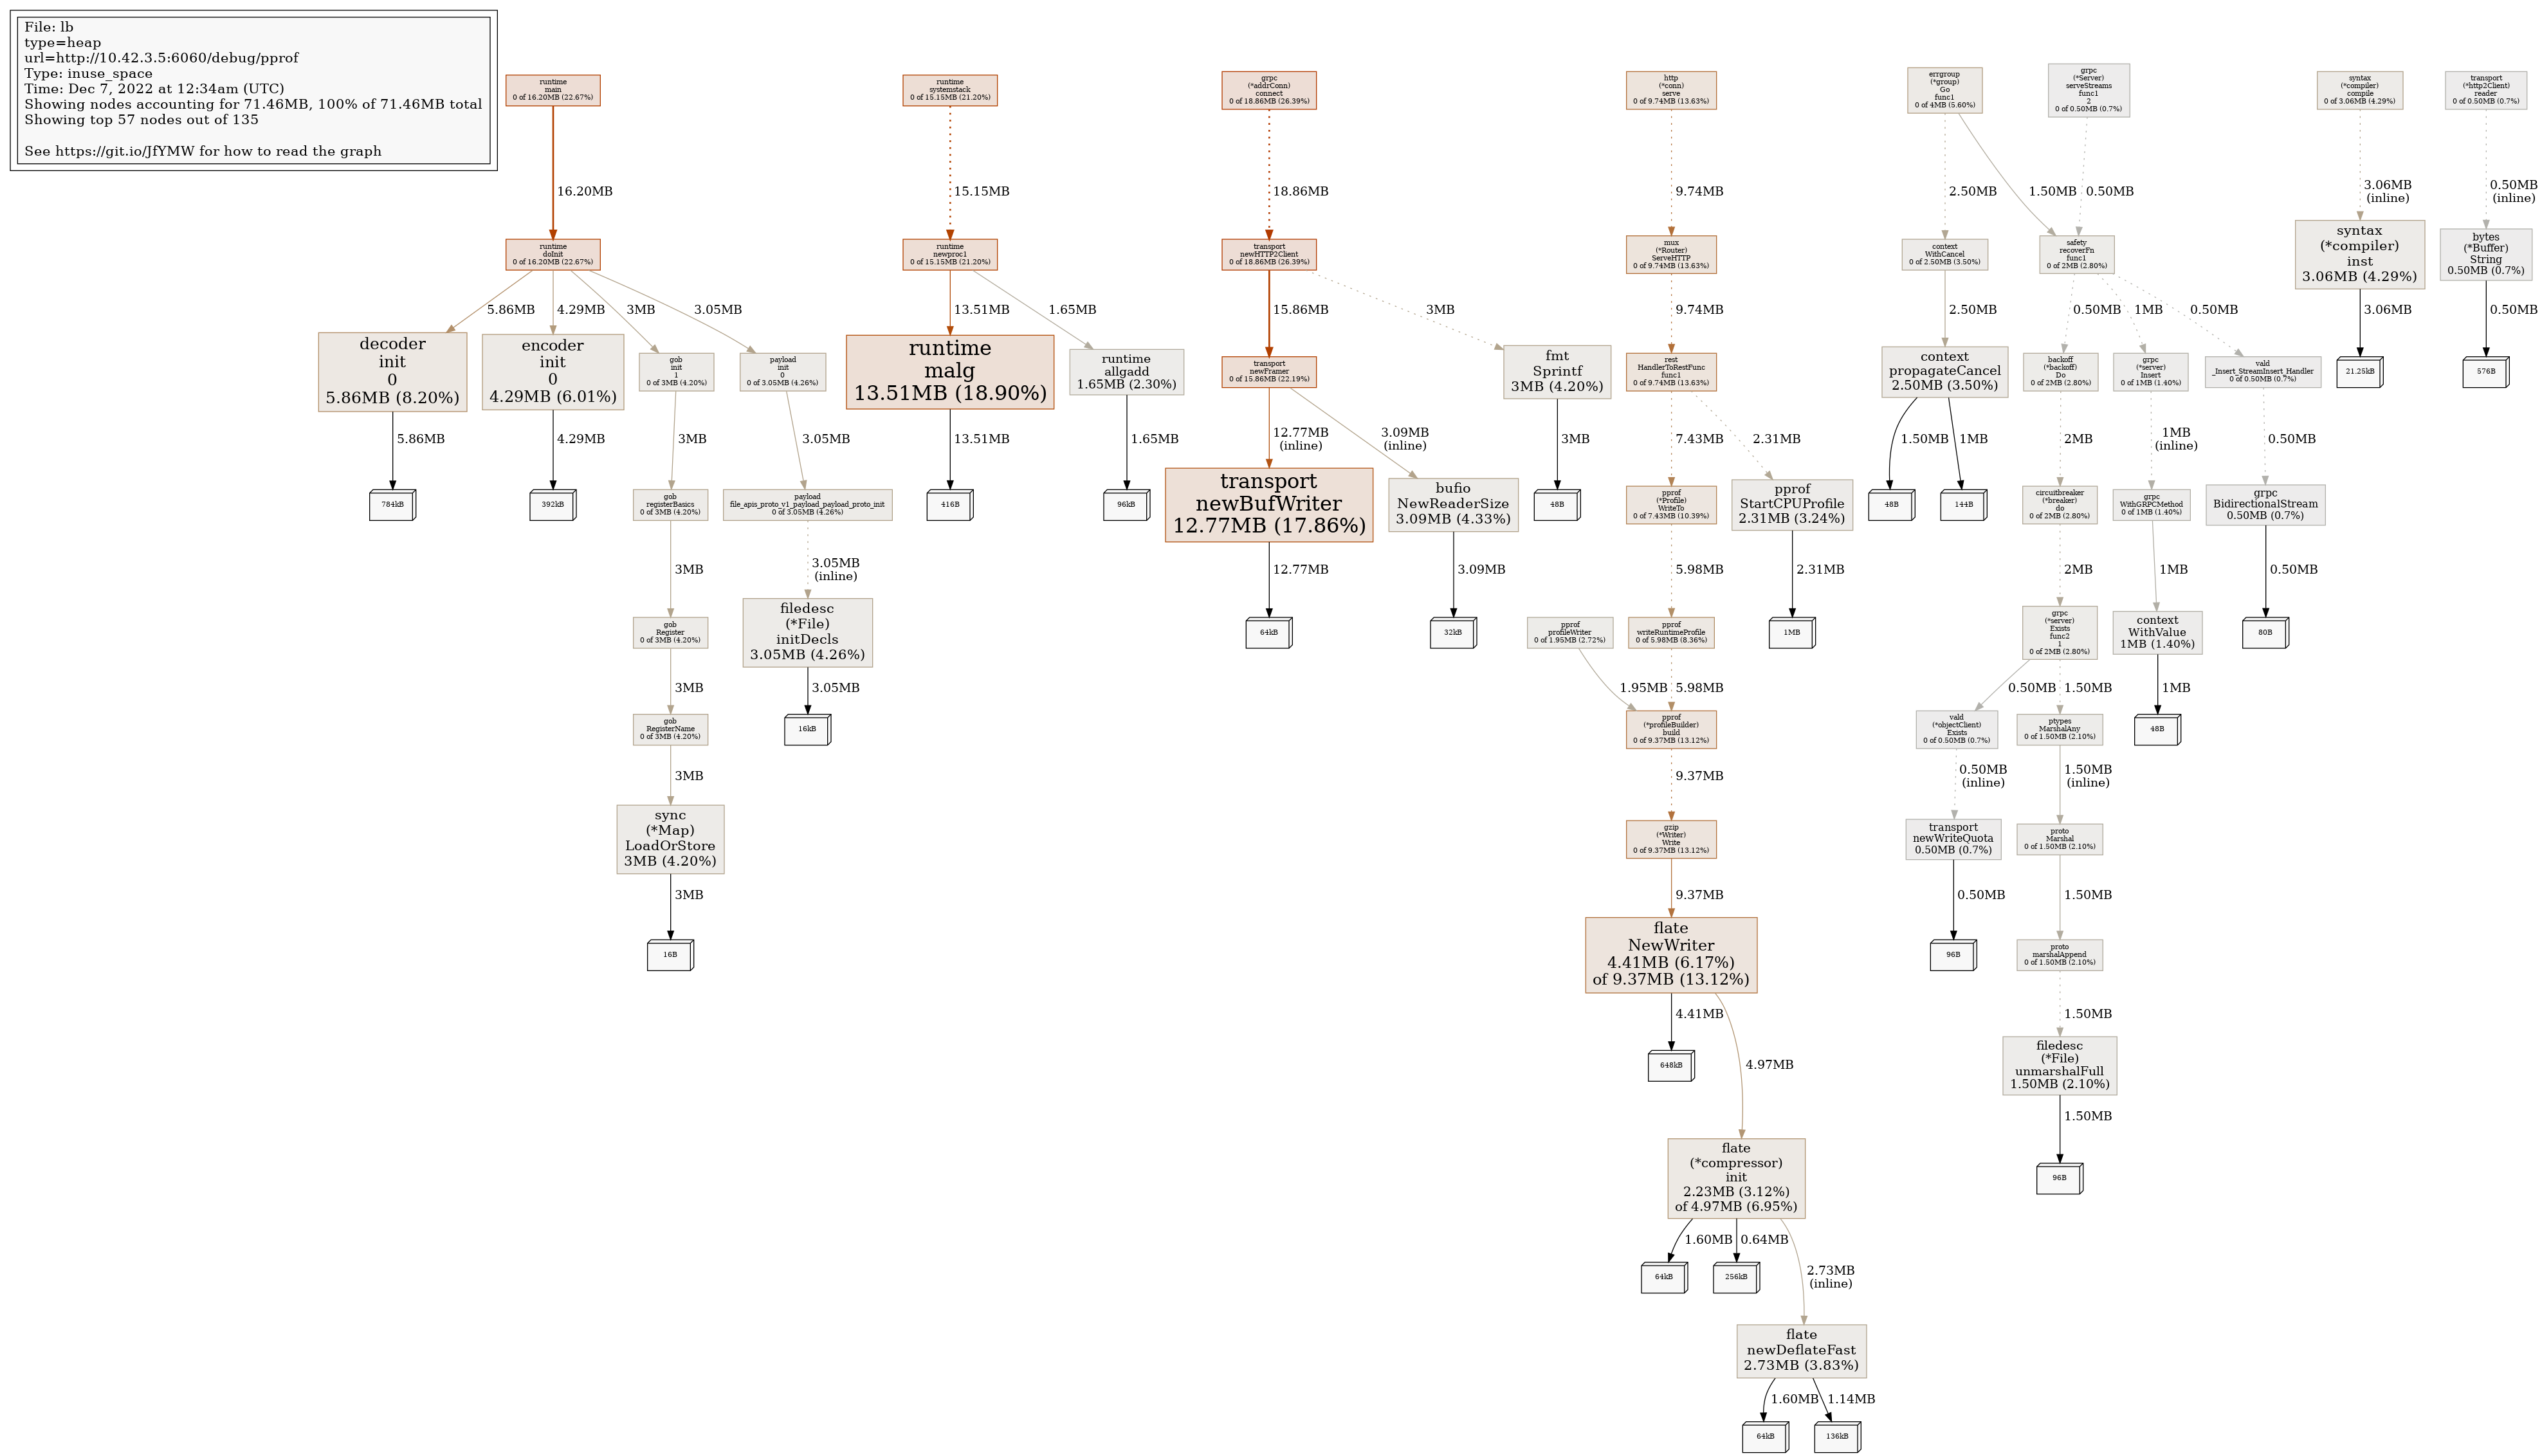 File: lb
type=heap
url=http://10.42.3.5:6060/debug/pprof
Type: inuse_space
Time: Dec 7, 2022 at 12:34am (UTC)
Showing nodes accounting for 71.46MB, 100% of 71.46MB total
Showing top 57 nodes out of 135
See https://git.io/JfYMW for how to read the graph
runtime
main
0 of 16.20MB (22.67%)
16.20MB
runtime
doInit
0 of 16.20MB (22.67%)
5.86MB
4.29MB
3MB
3.05MB
decoder
init
0
5.86MB (8.20%)
5.86MB
784kB
encoder
init
0
4.29MB (6.01%)
4.29MB
392kB
gob
init
1
0 of 3MB (4.20%)
3MB
gob
registerBasics
0 of 3MB (4.20%)
3MB
gob
Register
0 of 3MB (4.20%)
3MB
gob
RegisterName
0 of 3MB (4.20%)
3MB
sync
(*Map)
LoadOrStore
3MB (4.20%)
3MB
16B
payload
init
0
0 of 3.05MB (4.26%)
3.05MB
payload
file_apis_proto_v1_payload_payload_proto_init
0 of 3.05MB (4.26%)
3.05MB
(inline)
filedesc
(*File)
initDecls
3.05MB (4.26%)
3.05MB
16kB
runtime
systemstack
0 of 15.15MB (21.20%)
15.15MB
runtime
newproc1
0 of 15.15MB (21.20%)
13.51MB
1.65MB
runtime
malg
13.51MB (18.90%)
13.51MB
416B
runtime
allgadd
1.65MB (2.30%)
1.65MB
96kB
grpc
(*addrConn)
connect
0 of 18.86MB (26.39%)
18.86MB
transport
newHTTP2Client
0 of 18.86MB (26.39%)
15.86MB
3MB
transport
newFramer
0 of 15.86MB (22.19%)
12.77MB
(inline)
3.09MB
(inline)
transport
newBufWriter
12.77MB (17.86%)
12.77MB
64kB
bufio
NewReaderSize
3.09MB (4.33%)
3.09MB
32kB
fmt
Sprintf
3MB (4.20%)
3MB
48B
http
(*conn)
serve
0 of 9.74MB (13.63%)
9.74MB
mux
(*Router)
ServeHTTP
0 of 9.74MB (13.63%)
9.74MB
rest
HandlerToRestFunc
func1
0 of 9.74MB (13.63%)
7.43MB
2.31MB
pprof
(*Profile)
WriteTo
0 of 7.43MB (10.39%)
5.98MB
pprof
StartCPUProfile
2.31MB (3.24%)
2.31MB
1MB
pprof
profileWriter
0 of 1.95MB (2.72%)
1.95MB
pprof
writeRuntimeProfile
0 of 5.98MB (8.36%)
5.98MB
pprof
(*profileBuilder)
build
0 of 9.37MB (13.12%)
9.37MB
gzip
(*Writer)
Write
0 of 9.37MB (13.12%)
9.37MB
flate
NewWriter
4.41MB (6.17%)
of 9.37MB (13.12%)
4.41MB
648kB
4.97MB
flate
(*compressor)
init
2.23MB (3.12%)
of 4.97MB (6.95%)
1.60MB
0.64MB
64kB
256kB
2.73MB
(inline)
flate
newDeflateFast
2.73MB (3.83%)
1.60MB
1.14MB
64kB
136kB
errgroup
(*group)
Go
func1
0 of 4MB (5.60%)
2.50MB
1.50MB
context
WithCancel
0 of 2.50MB (3.50%)
2.50MB
context
propagateCancel
2.50MB (3.50%)
1.50MB
1MB
48B
144B
grpc
(*Server)
serveStreams
func1
2
0 of 0.50MB (0.7%)
0.50MB
safety
recoverFn
func1
0 of 2MB (2.80%)
0.50MB
1MB
0.50MB
backoff
(*backoff)
Do
0 of 2MB (2.80%)
2MB
circuitbreaker
(*breaker)
do
0 of 2MB (2.80%)
2MB
grpc
(*server)
Exists
func2
1
0 of 2MB (2.80%)
0.50MB
1.50MB
vald
(*objectClient)
Exists
0 of 0.50MB (0.7%)
0.50MB
(inline)
transport
newWriteQuota
0.50MB (0.7%)
0.50MB
96B
ptypes
MarshalAny
0 of 1.50MB (2.10%)
1.50MB
(inline)
proto
Marshal
0 of 1.50MB (2.10%)
1.50MB
proto
marshalAppend
0 of 1.50MB (2.10%)
1.50MB
filedesc
(*File)
unmarshalFull
1.50MB (2.10%)
1.50MB
96B
grpc
(*server)
Insert
0 of 1MB (1.40%)
1MB
(inline)
grpc
WithGRPCMethod
0 of 1MB (1.40%)
1MB
context
WithValue
1MB (1.40%)
1MB
48B
vald
_Insert_StreamInsert_Handler
0 of 0.50MB (0.7%)
0.50MB
grpc
BidirectionalStream
0.50MB (0.7%)
0.50MB
80B
syntax
(*compiler)
compile
0 of 3.06MB (4.29%)
3.06MB
(inline)
syntax
(*compiler)
inst
3.06MB (4.29%)
3.06MB
21.25kB
transport
(*http2Client)
reader
0 of 0.50MB (0.7%)
0.50MB
(inline)
bytes
(*Buffer)
String
0.50MB (0.7%)
0.50MB
576B